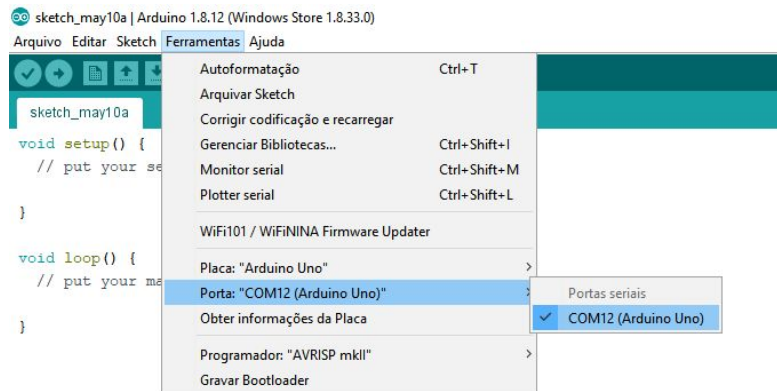 sketch_may10a | Arduino 1.8.12 (Windows Store 1.8.33.0)
Arquivo Editar Sketch Ferramentas Ajuda
sketch_may10a
void setup() {
// put your se
}
void loop() {
// put your ma
}
Autoformatação Ctrl+T
Arquivar Sketch
Corrigir codificação e recarregar
Gerenciar Bibliotecas... Ctrl+Shift+I
Monitor serial Ctrl+Shift+M
Plotter serial Ctrl+Shift+L
WiFi101 / WiFiNINA Firmware Updater
Placa: "Arduino Uno"
Porta: "COM12 (Arduino Uno)"
Obter informações da Placa
Programador: "AVRISP mkII"
Gravar Bootloader
Portas seriais
COM12 (Arduino Uno)